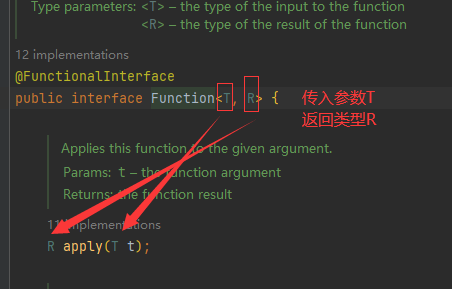 Type parameters: <T> – the type of the input to the function
<R> – the type of the result of the function
12 implementations
@FunctionalInterface
public interface Function<T, R> {
传入参数T
返回类型R
Applies this function to the given argument.
Params: t – the function argument
Returns: the function result
11 implementations
R apply(T t);